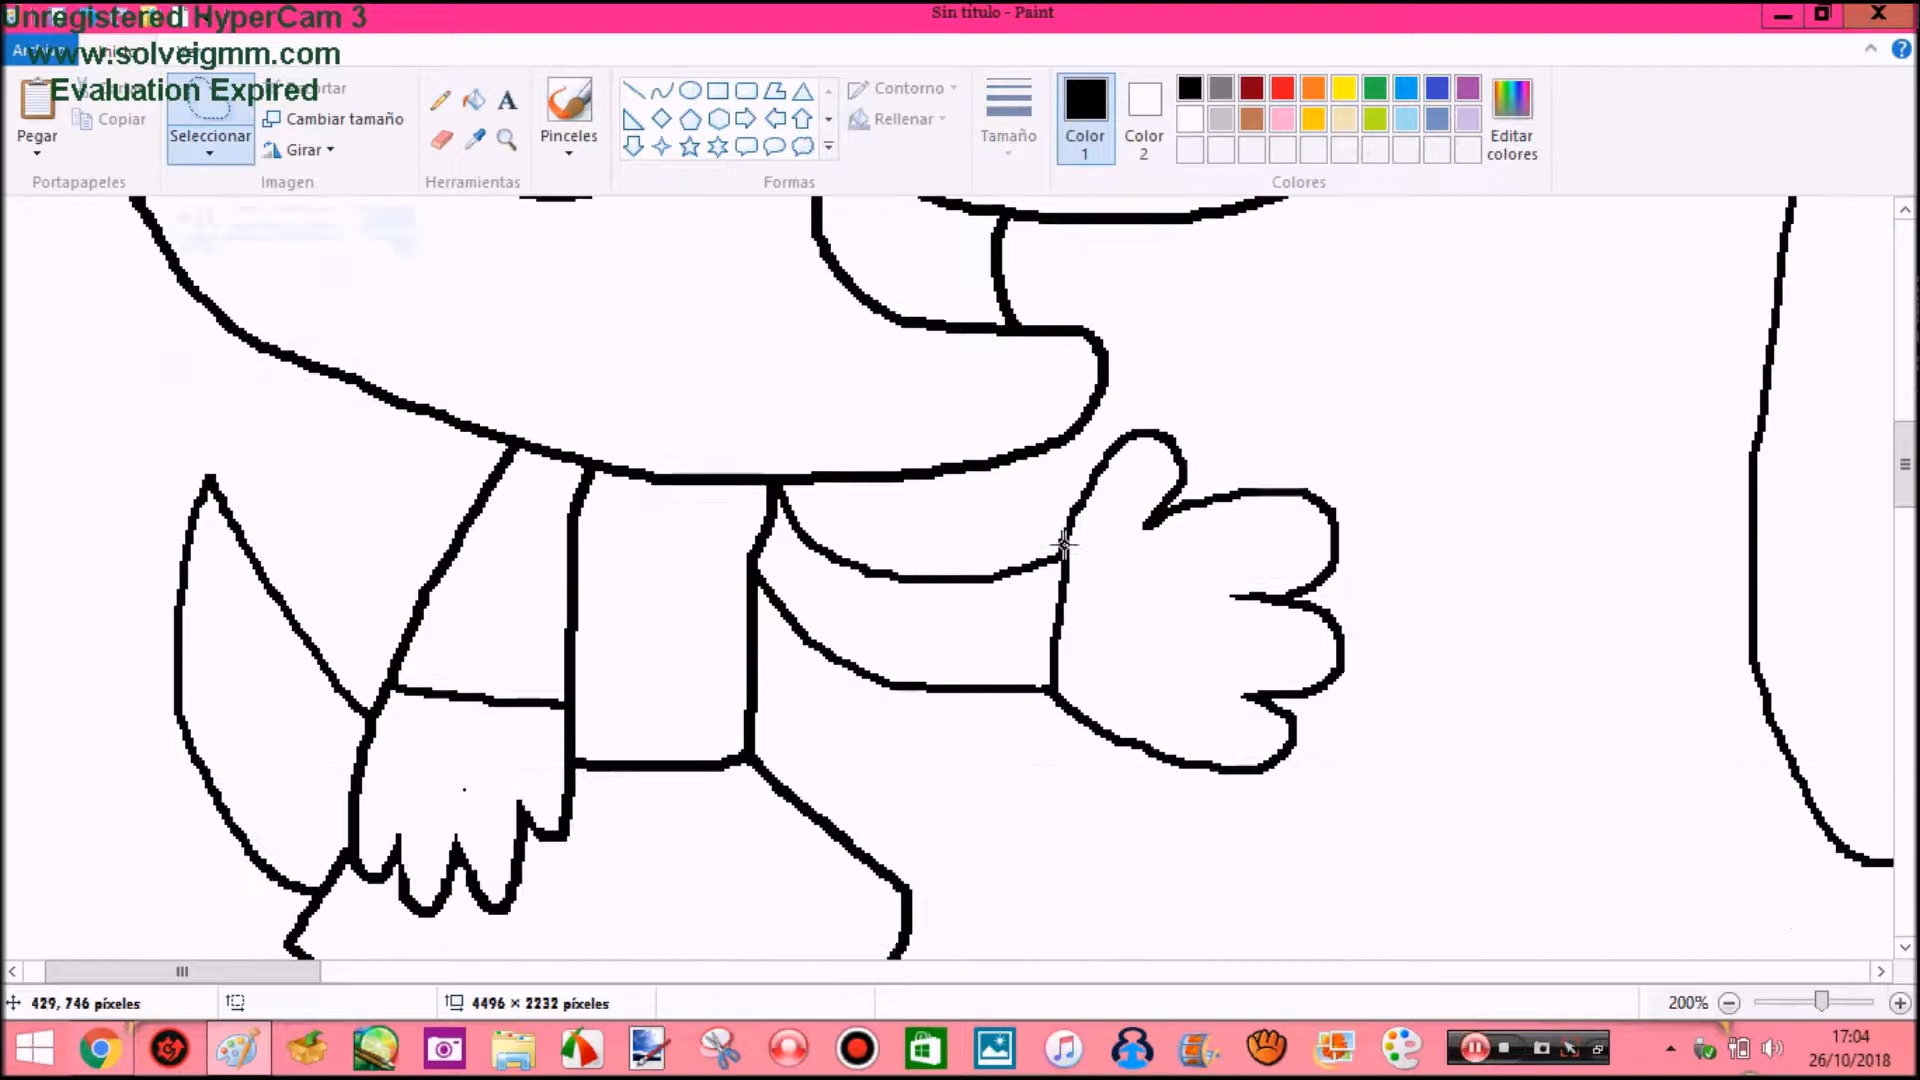 Unregistered HyperCam 3
Sin título - Paint
www.solveigmm.com
Evaluation Expired
Pegar
Copiar
Portapapeles
Seleccionar
Cambiar tamaño
Girar
Imagen
Herramientas
Pinceles
Formas
Contorno
Rellenar
Tamaño
Color 1
Color 2
Editar colores
Colores
429, 746 píxeles
4496 × 2232 píxeles
200%
17:04
26/10/2018